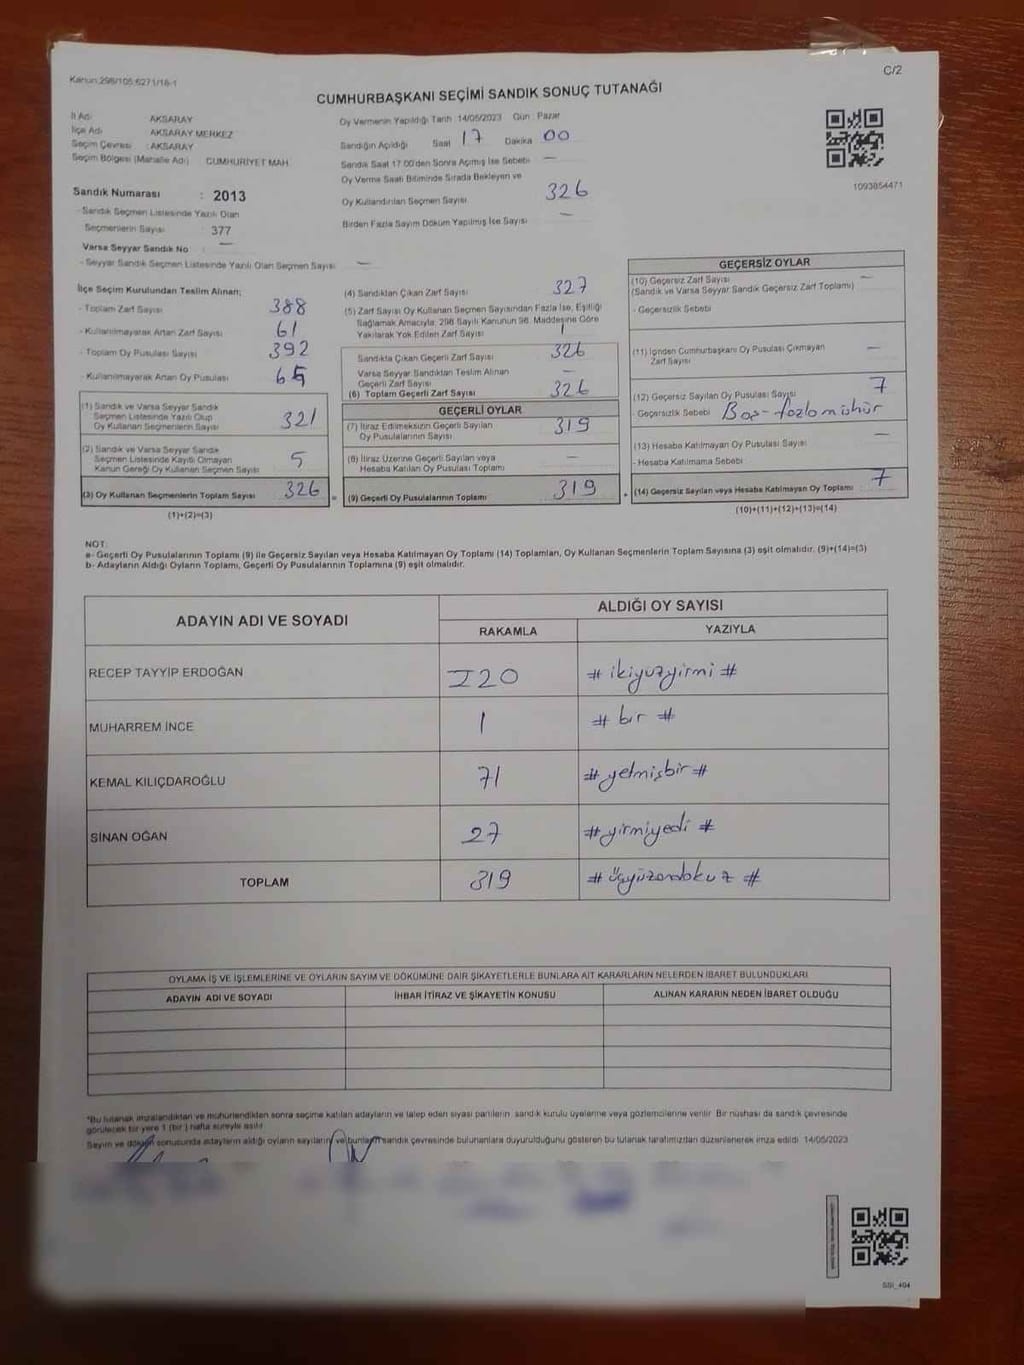 Kanun:298/105:6271/16-1
C/2
CUMHURBAŞKANI SEÇİMİ SANDIK SONUÇ TUTANAĞI
İl Adı AKSARAY
İlçe Adı AKSARAY MERKEZ
Seçim Çevresi : AKSARAY
Seçim Bölgesi (Mahalle Adı) CUMHURİYET MAH.
Sandık Numarası : 2013
- Sandık Seçmen Listesinde Yazılı Olan
Seçmenlerin Sayısı 377
Varsa Seyyar Sandık No : —
- Seyyar Sandık Seçmen Listesinde Yazılı Olan Seçmen Sayısı —
Oy Vermenin Yapıldığı Tarih :14/05/2023 Gün : Pazar
Sandığın Açıldığı Saat 17 Dakika 00
Sandık Saat 17.00'den Sonra Açılmış İse Sebebi —
Oy Verme Saati Bitiminde Sırada Bekleyen ve
Oy Kullandırılan Seçmen Sayısı 326
Birden Fazla Sayım Döküm Yapılmış İse Sayısı —
1093854471
İlçe Seçim Kurulundan Teslim Alınan;
- Toplam Zarf Sayısı 388
- Kullanılmayarak Artan Zarf Sayısı 61
- Toplam Oy Pusulası Sayısı 392
- Kullanılmayarak Artan Oy Pusulası
(1) Sandık ve Varsa Seyyar Sandık
Seçmen Listesinde Yazılı Olup
Oy Kullanan Seçmenlerin Sayısı 321
(2) Sandık ve Varsa Seyyar Sandık
Seçmen Listesinde Kayıtlı Olmayan
Kanun Gereği Oy Kullanan Seçmen Sayısı 5
(3) Oy Kullanan Seçmenlerin Toplam Sayısı 326
(1)+(2)=(3)
(4) Sandıktan Çıkan Zarf Sayısı 327
(5) Zarf Sayısı Oy Kullanan Seçmen Sayısından Fazla İse, Eşitliği
Sağlamak Amacıyla, 298 Sayılı Kanunun 98. Maddesine Göre
Yakılarak Yok Edilen Zarf Sayısı 1
Sandıkta Çıkan Geçerli Zarf Sayısı 326
Varsa Seyyar Sandıktan Teslim Alınan
Geçerli Zarf Sayısı —
(6) Toplam Geçerli Zarf Sayısı 326
GEÇERLİ OYLAR
(7) İtiraz Edilmeksizin Geçerli Sayılan
Oy Pusulalarının Sayısı 319
(8) İtiraz Üzerine Geçerli Sayılan veya
Hesaba Katılan Oy Pusulası Toplamı —
(9) Geçerli Oy Pusulalarının Toplamı 319
GEÇERSİZ OYLAR
(10) Geçersiz Zarf Sayısı —
(Sandık ve Varsa Seyyar Sandık Geçersiz Zarf Toplamı)
- Geçersizlik Sebebi
(11) İçinden Cumhurbaşkanı Oy Pusulası Çıkmayan
Zarf Sayısı —
(12) Geçersiz Sayılan Oy Pusulası Sayısı 7
- Geçersizlik Sebebi Boş-fazlamühür
(13) Hesaba Katılmayan Oy Pusulası Sayısı —
- Hesaba Katılmama Sebebi
(14) Geçersiz Sayılan veya Hesaba Katılmayan Oy Toplamı 7
(10)+(11)+(12)+(13)=(14)
NOT:
a- Geçerli Oy Pusulalarının Toplamı (9) ile Geçersiz Sayılan veya Hesaba Katılmayan Oy Toplamı (14) Toplamları, Oy Kullanan Seçmenlerin Toplam Sayısına (3) eşit olmalıdır. (9)+(14)=(3)
b- Adayların Aldığı Oyların Toplamı, Geçerli Oy Pusulalarının Toplamına (9) eşit olmalıdır.
ADAYIN ADI VE SOYADI ALDIĞI OY SAYISI
RAKAMLA YAZIYLA
RECEP TAYYİP ERDOĞAN 220 # ikiyüzyirmi #
MUHARREM İNCE 1 # bir #
KEMAL KILIÇDAROĞLU 71 # yetmişbir #
SİNAN OĞAN 27 # yirmiyedi #
TOPLAM 319 # üçyüzondokuz #
OYLAMA İŞ VE İŞLEMLERİNE VE OYLARIN SAYIM VE DÖKÜMÜNE DAİR ŞİKAYETLERLE BUNLARA AİT KARARLARIN NELERDEN İBARET BULUNDUKLARI
ADAYIN ADI VE SOYADI İHBAR İTİRAZ VE ŞİKAYETİN KONUSU ALINAN KARARIN NEDEN İBARET OLDUĞU
*Bu tutanak imzalandıktan ve mühürlendikten sonra seçime katılan adayların ve talep eden siyasi partilerin sandık kurulu üyelerine veya gözlemcilerine verilir. Bir nüshası da sandık çevresinde
görülecek bir yere 1 (bir) hafta süreyle asılır.
Sayım ve döküm sonucunda adayların aldığı oyların sayıların ve bunların sandık çevresinde bulunanlara duyurulduğunu gösteren bu tutanak tarafımızdan düzenlenerek imza edildi. 14/05/2023
SSI_404